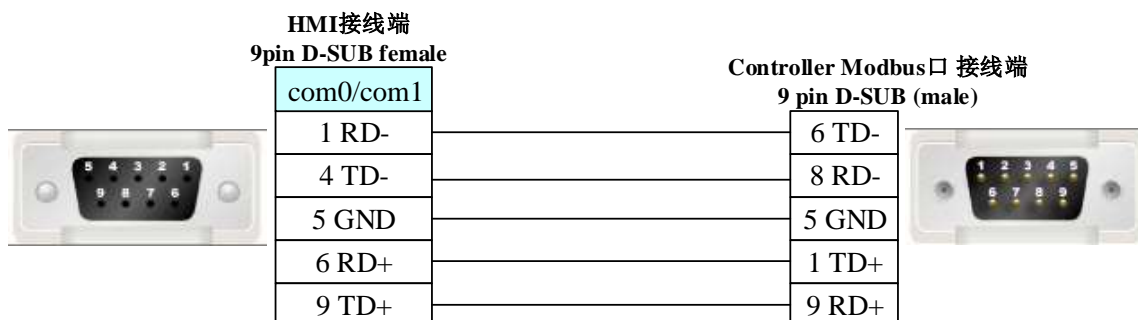 HMI接线端
9pin D-SUB female
com0/com1
1 RD-
4 TD-
5 GND
6 RD+
9 TD+
Controller Modbus口 接线端
9 pin D-SUB (male)
6 TD-
8 RD-
5 GND
1 TD+
9 RD+
5 4 3 2 1
9 8 7 6
1 2 3 4 5
6 7 8 9